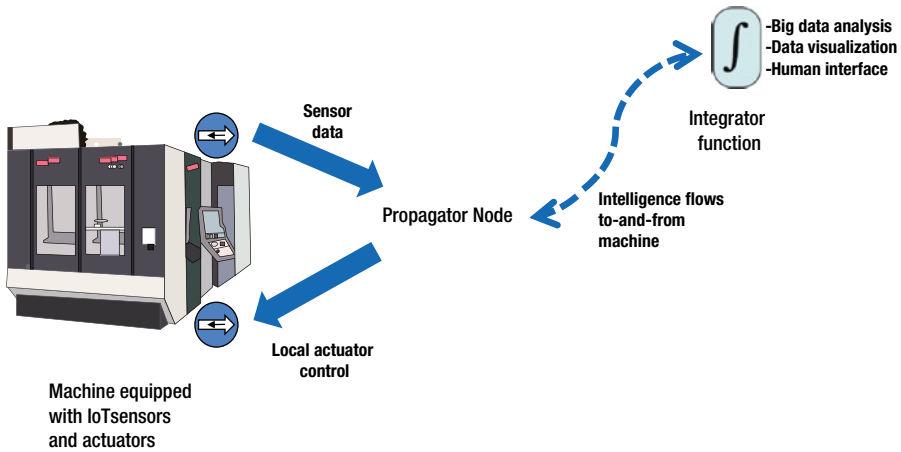 ∫
-Big data analysis
-Data visualization
-Human interface
Integrator
function
Sensor
data
Propagator Node
Intelligence flows
to-and-from
machine
Local actuator
control
Machine equipped
with IoTsensors
and actuators